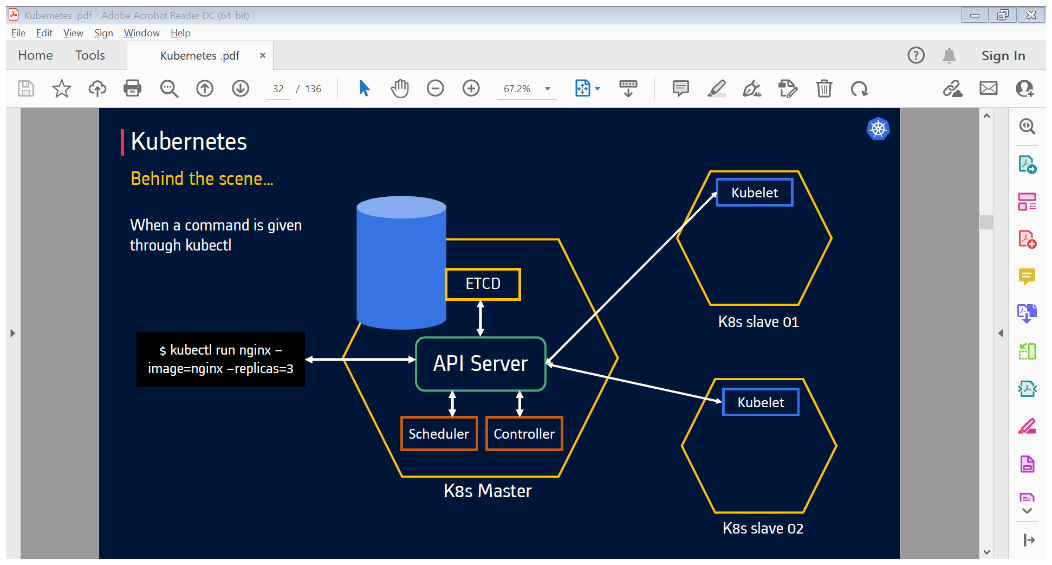 Kubernetes .pdf - Adobe Acrobat Reader DC (64 bit)
File Edit View Sign Window Help
Home Tools Kubernetes .pdf × Sign In
32 / 136 67.2%
Kubernetes
Behind the scene...
When a command is given
through kubectl
ETCD
API Server
Scheduler
Controller
K8s Master
$ kubectl run nginx –
image=nginx –replicas=3
Kubelet
K8s slave 01
Kubelet
K8s slave 02